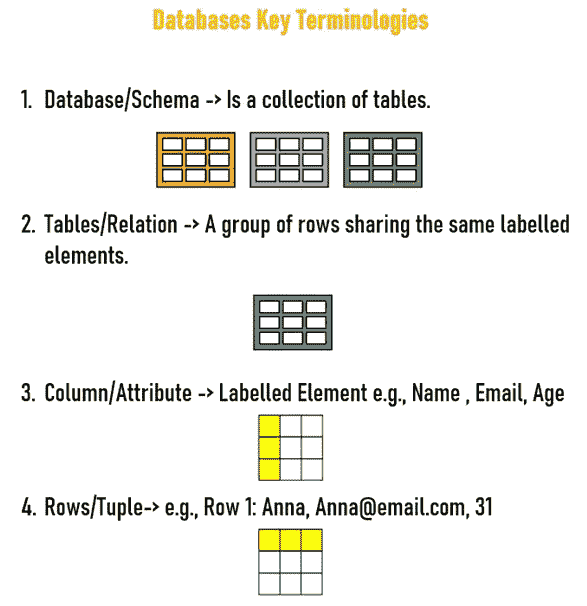 Databases Key Terminologies
1. Database/Schema -> Is a collection of tables.
2. Tables/Relation -> A group of rows sharing the same labelled
elements.
3. Column/Attribute -> Labelled Element e.g., Name , Email, Age
4. Rows/Tuple-> e.g., Row 1: Anna, Anna@email.com, 31